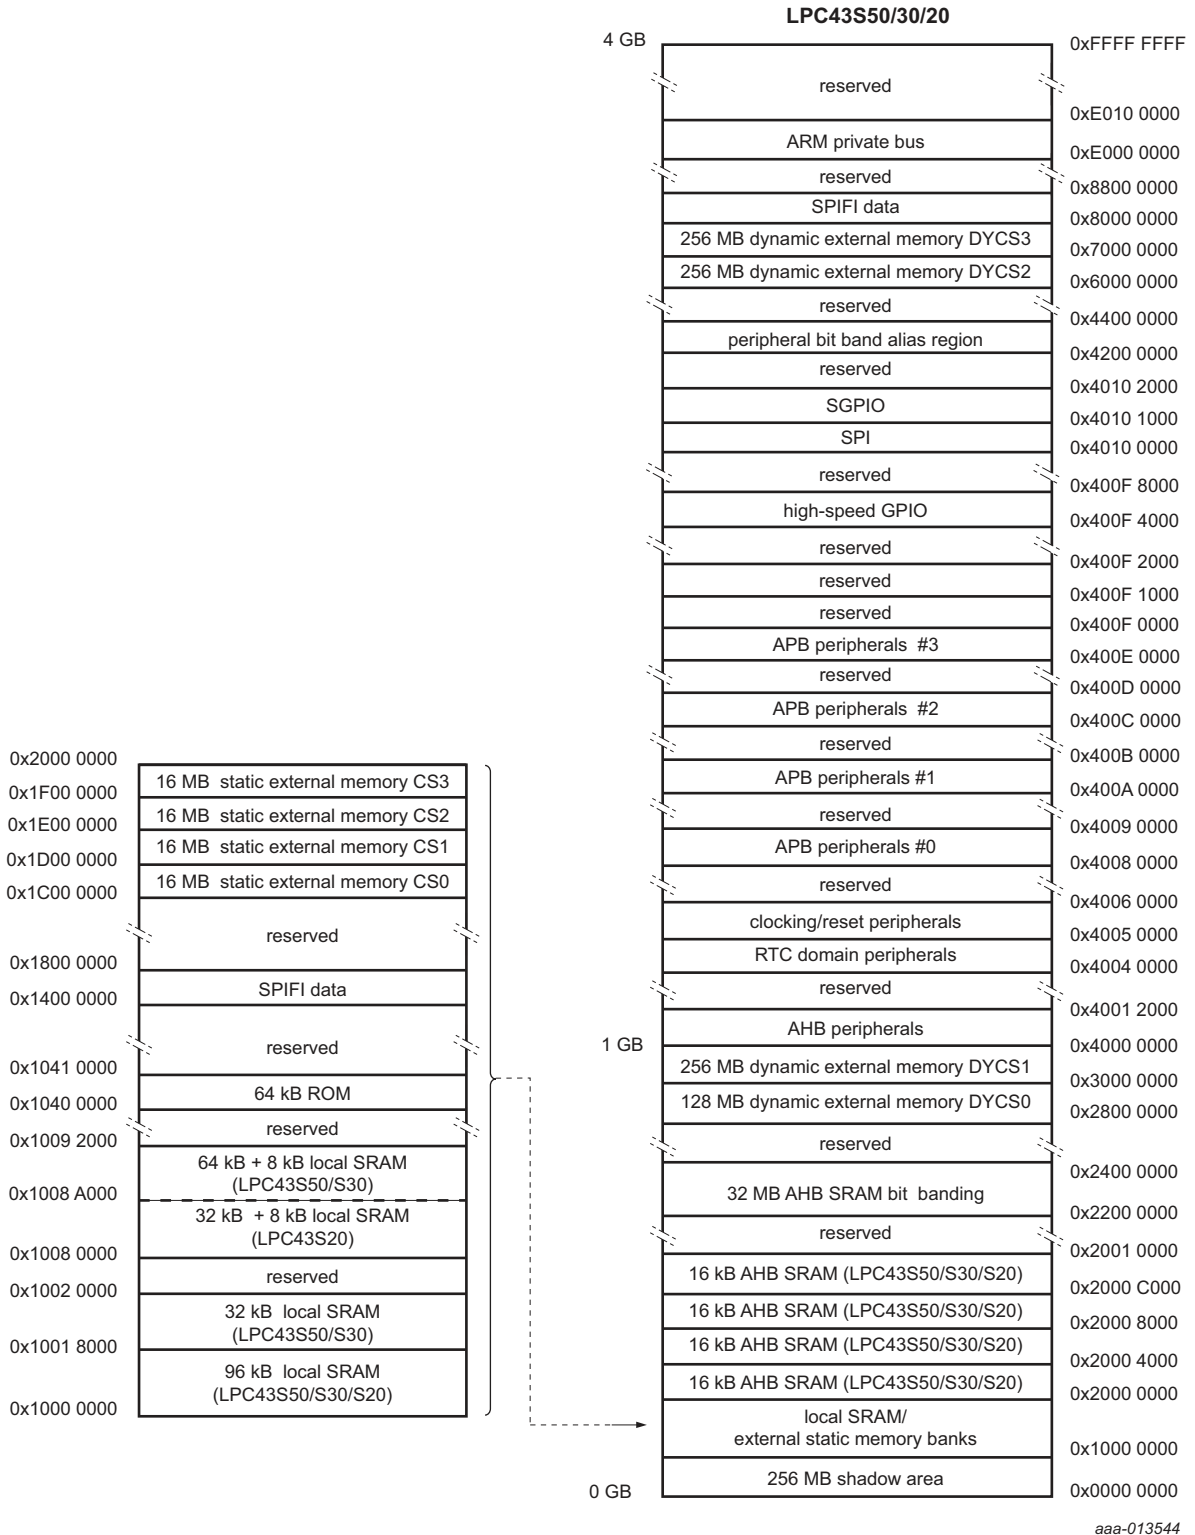 LPC43S50/30/20
4 GB
0xFFFF FFFF
reserved
0xE010 0000
ARM private bus
0xE000 0000
reserved
0x8800 0000
SPIFI data
0x8000 0000
256 MB dynamic external memory DYCS3
0x7000 0000
256 MB dynamic external memory DYCS2
0x6000 0000
reserved
0x4400 0000
peripheral bit band alias region
0x4200 0000
reserved
0x4010 2000
SGPIO
0x4010 1000
SPI
0x4010 0000
reserved
0x400F 8000
high-speed GPIO
0x400F 4000
reserved
0x400F 2000
reserved
0x400F 1000
reserved
0x400F 0000
APB peripherals #3
0x400E 0000
reserved
0x400D 0000
APB peripherals #2
0x400C 0000
reserved
0x400B 0000
APB peripherals #1
0x400A 0000
reserved
0x4009 0000
APB peripherals #0
0x4008 0000
reserved
0x4006 0000
clocking/reset peripherals
0x4005 0000
RTC domain peripherals
0x4004 0000
reserved
0x4001 2000
AHB peripherals
1 GB
0x4000 0000
256 MB dynamic external memory DYCS1
0x3000 0000
128 MB dynamic external memory DYCS0
0x2800 0000
reserved
0x2400 0000
32 MB AHB SRAM bit banding
0x2200 0000
reserved
0x2001 0000
16 kB AHB SRAM (LPC43S50/S30/S20)
0x2000 C000
16 kB AHB SRAM (LPC43S50/S30/S20)
0x2000 8000
16 kB AHB SRAM (LPC43S50/S30/S20)
0x2000 4000
16 kB AHB SRAM (LPC43S50/S30/S20)
0x2000 0000
local SRAM/
external static memory banks
0x1000 0000
256 MB shadow area
0 GB
0x0000 0000
0x2000 0000
16 MB static external memory CS3
0x1F00 0000
16 MB static external memory CS2
0x1E00 0000
16 MB static external memory CS1
0x1D00 0000
16 MB static external memory CS0
0x1C00 0000
reserved
0x1800 0000
SPIFI data
0x1400 0000
reserved
0x1041 0000
64 kB ROM
0x1040 0000
reserved
0x1009 2000
64 kB + 8 kB local SRAM
(LPC43S50/S30)
0x1008 A000
32 kB + 8 kB local SRAM
(LPC43S20)
0x1008 0000
reserved
0x1002 0000
32 kB local SRAM
(LPC43S50/S30)
0x1001 8000
96 kB local SRAM
(LPC43S50/S30/S20)
0x1000 0000
aaa-013544